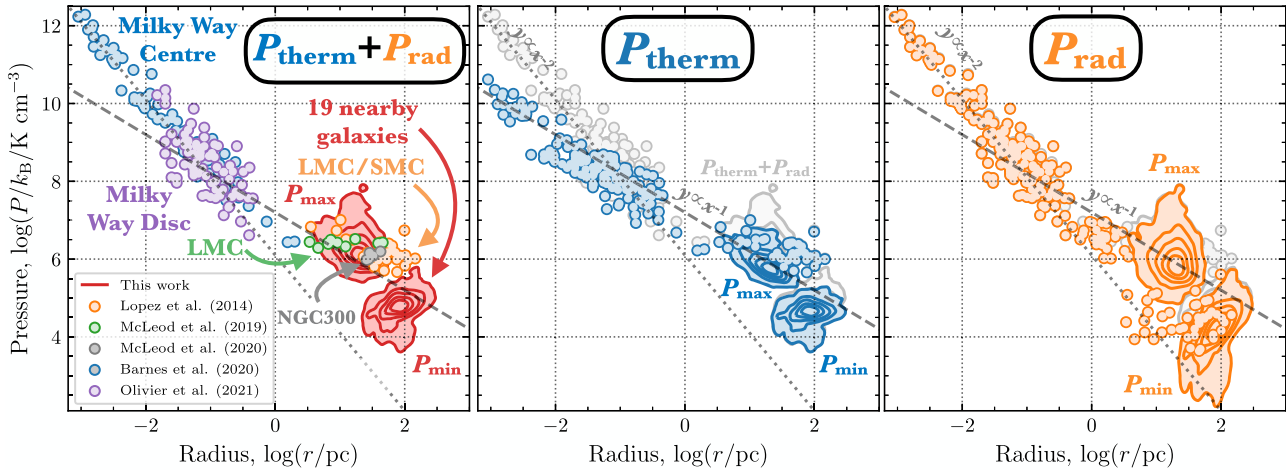 Pressure, log(P/k_B/K cm⁻³)
12
10
8
6
4
Milky Way
Centre
P_therm+P_rad
19 nearby
galaxies
LMC/SMC
P_max
Milky
Way Disc
LMC
NGC300
P_min
This work
Lopez et al. (2014)
McLeod et al. (2019)
McLeod et al. (2020)
Barnes et al. (2020)
Olivier et al. (2021)
y∝x⁻²
−2
0
2
Radius, log(r/pc)
P_therm
P_therm+P_rad
y∝x⁻¹
P_max
P_min
−2
0
2
Radius, log(r/pc)
y∝x⁻²
P_rad
P_max
y∝x⁻¹
P_min
−2
0
2
Radius, log(r/pc)